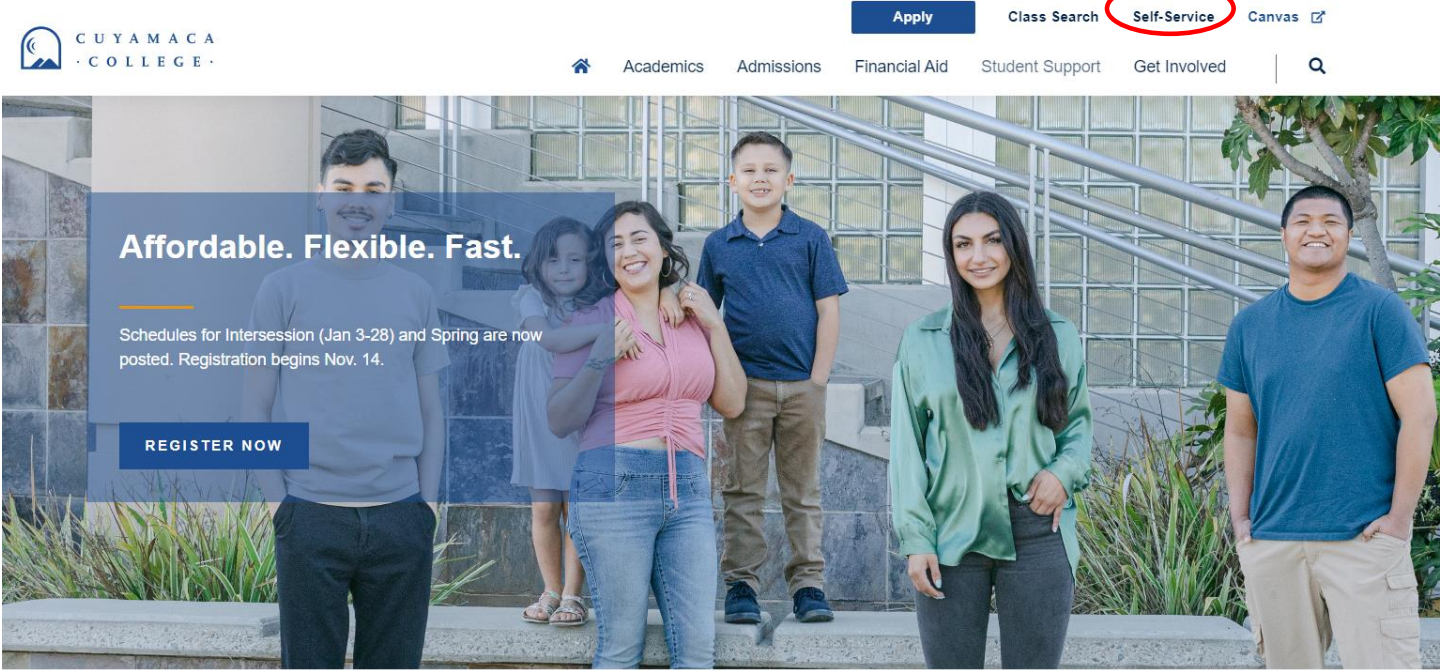 Apply Class Search Self-Service Canvas
CUYAMACA
·COLLEGE·
Academics Admissions Financial Aid Student Support Get Involved
Affordable. Flexible. Fast.
Schedules for Intersession (Jan 3-28) and Spring are now
posted. Registration begins Nov. 14.
REGISTER NOW